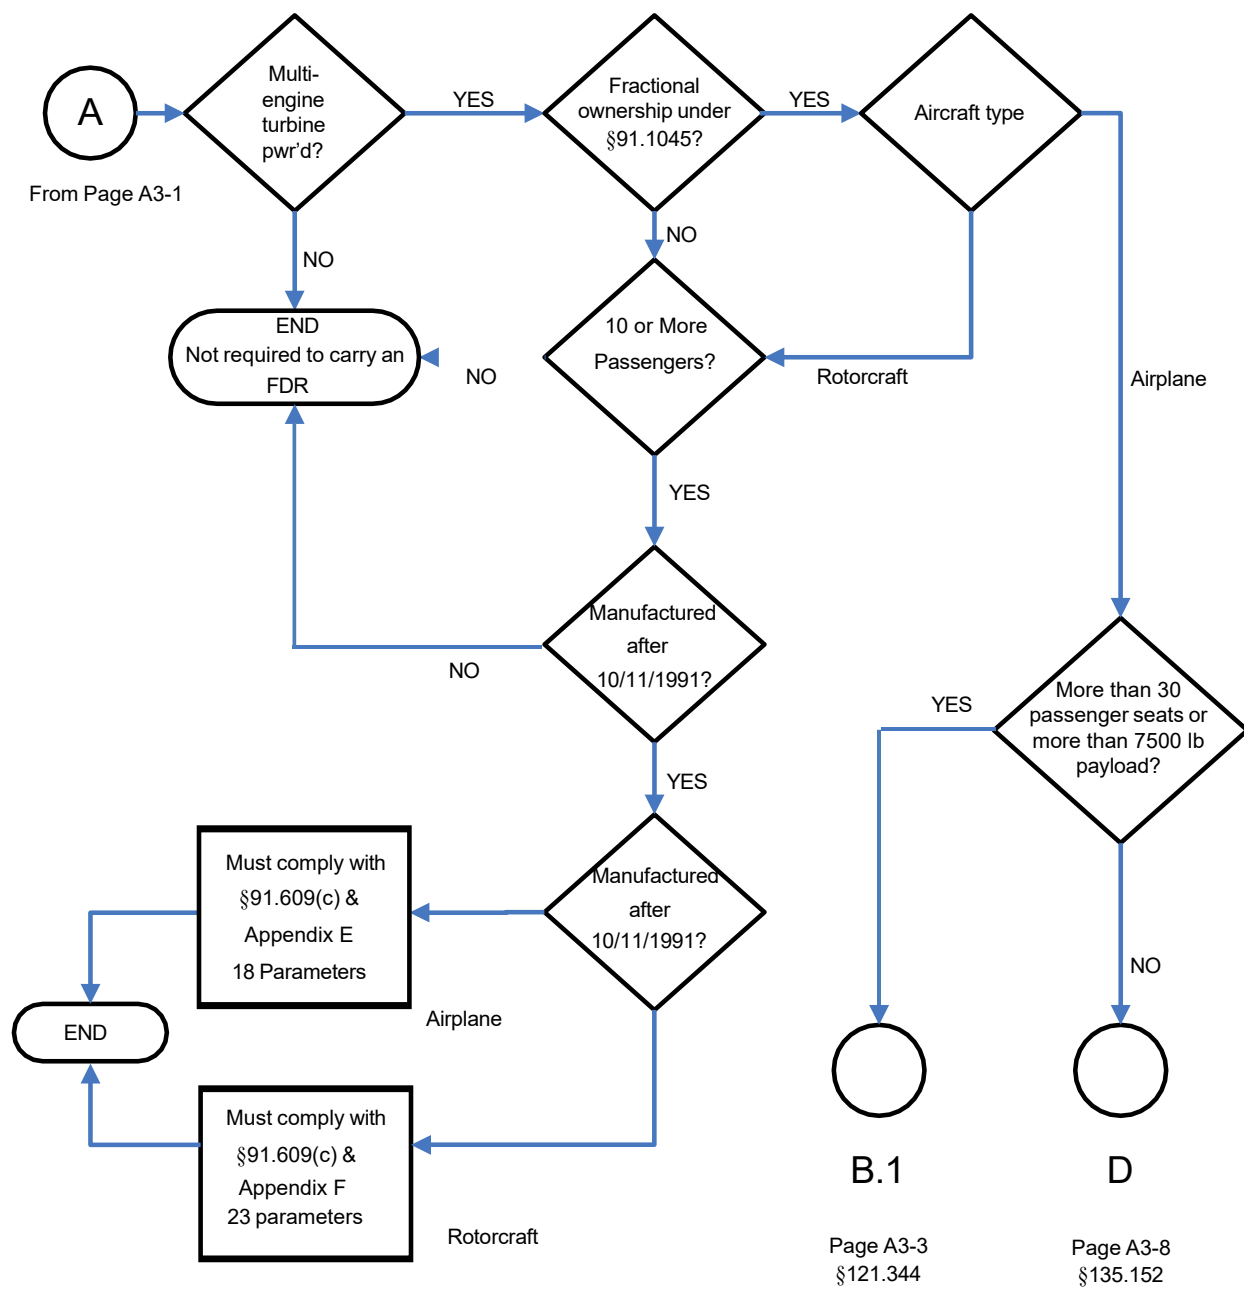 A
From Page A3-1
Multi-
engine
turbine
pwr'd?
YES
Fractional
ownership under
§91.1045?
YES
Aircraft type
NO
NO
END
Not required to carry an
FDR
NO
10 or More
Passengers?
Rotorcraft
Airplane
YES
Manufactured
after
10/11/1991?
NO
YES
More than 30
passenger seats or
more than 7500 lb
payload?
YES
Must comply with
§91.609(c) &
Appendix E
18 Parameters
Manufactured
after
10/11/1991?
NO
Airplane
END
Must comply with
§91.609(c) &
Appendix F
23 parameters
Rotorcraft
B.1
D
Page A3-3
§121.344
Page A3-8
§135.152